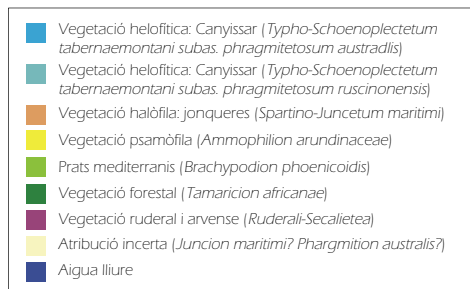 Vegetació helofítica: Canyissar (Typho-Schoenoplectetum
tabernaemontani subas. phragmitetosum austradlis)
Vegetació helofítica: Canyissar (Typho-Schoenoplectetum
tabernaemontani subas. phragmitetosum ruscinonensis)
Vegetació halòfila: jonqueres (Spartino-Juncetum maritimi)
Vegetació psamòfila (Ammophilion arundinaceae)
Prats mediterranis (Brachypodion phoenicoidis)
Vegetació forestal (Tamaricion africanae)
Vegetació ruderal i arvense (Ruderali-Secalietea)
Atribució incerta (Juncion maritimi? Phargmition australis?)
Aigua lliure